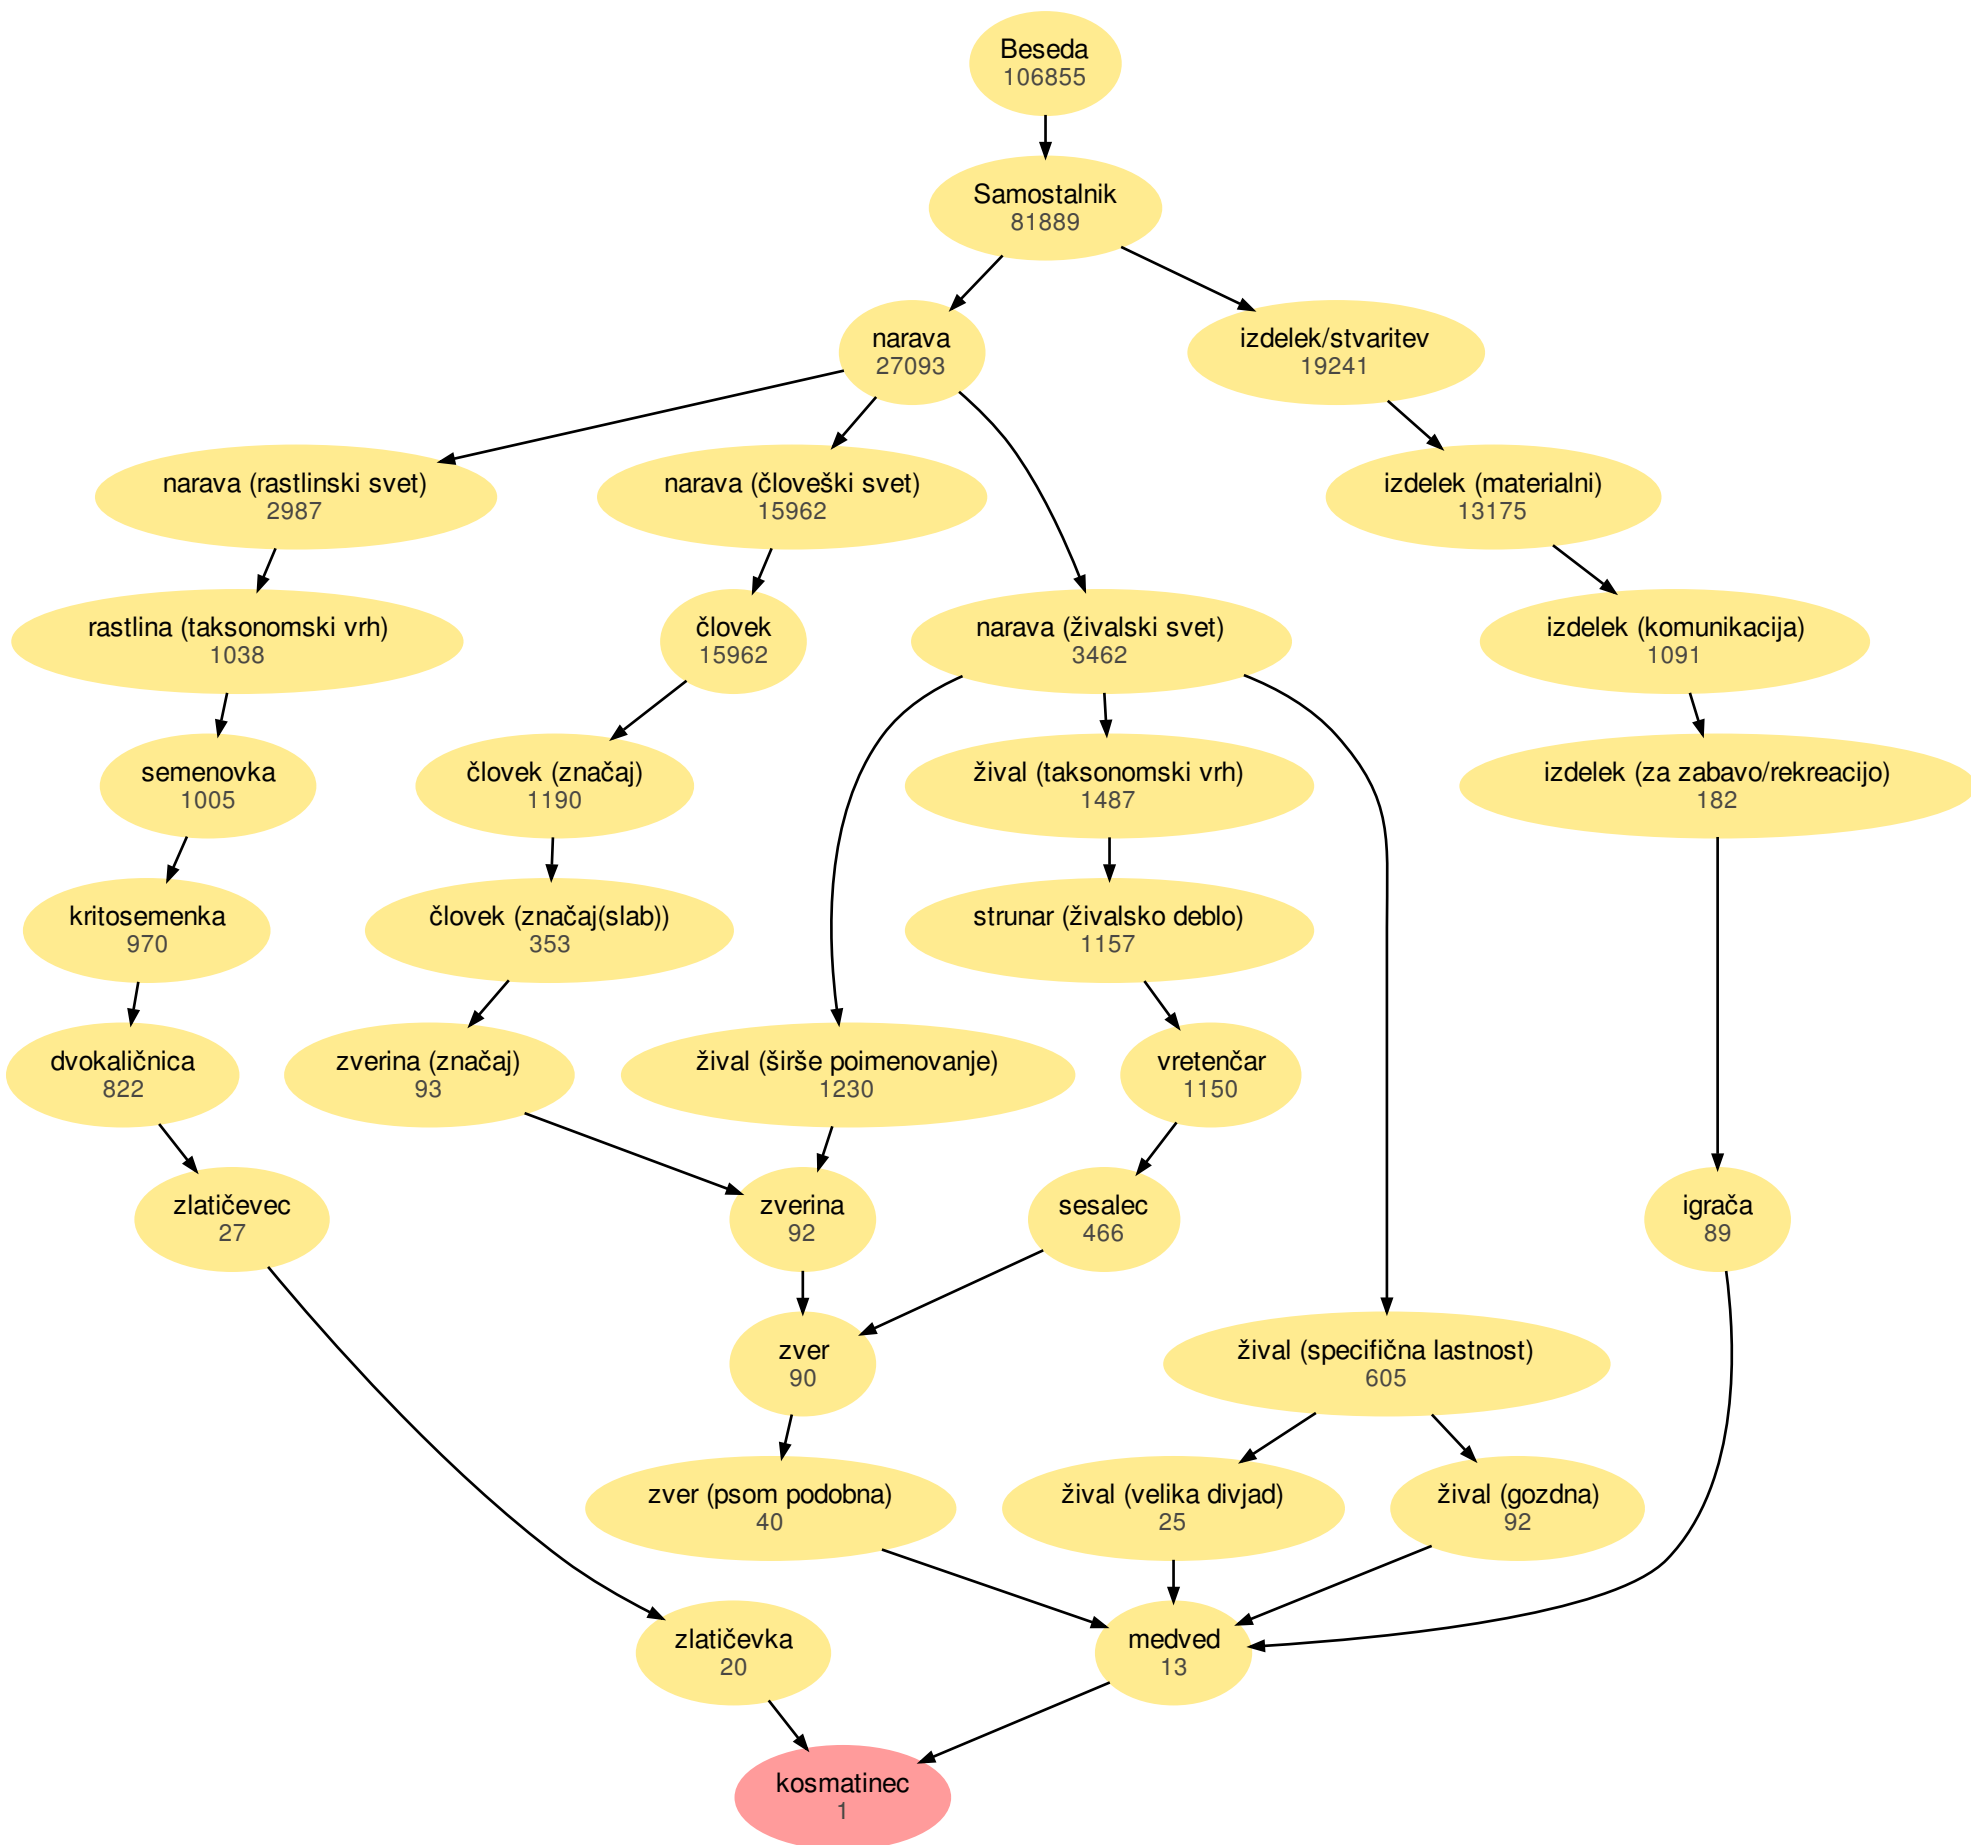 Beseda
106855
Samostalnik
81889
narava
27093
izdelek/stvaritev
19241
narava (rastlinski svet)
2987
narava (človeški svet)
15962
izdelek (materialni)
13175
rastlina (taksonomski vrh)
1038
človek
15962
narava (živalski svet)
3462
izdelek (komunikacija)
1091
semenovka
1005
človek (značaj)
1190
žival (taksonomski vrh)
1487
izdelek (za zabavo/rekreacijo)
182
kritosemenka
970
človek (značaj(slab))
353
strunar (živalsko deblo)
1157
dvokaličnica
822
zverina (značaj)
93
žival (širše poimenovanje)
1230
vretenčar
1150
zlatičevec
27
zverina
92
sesalec
466
igrača
89
zver
90
žival (specifična lastnost)
605
zver (psom podobna)
40
žival (velika divjad)
25
žival (gozdna)
92
zlatičevka
20
medved
13
kosmatinec
1